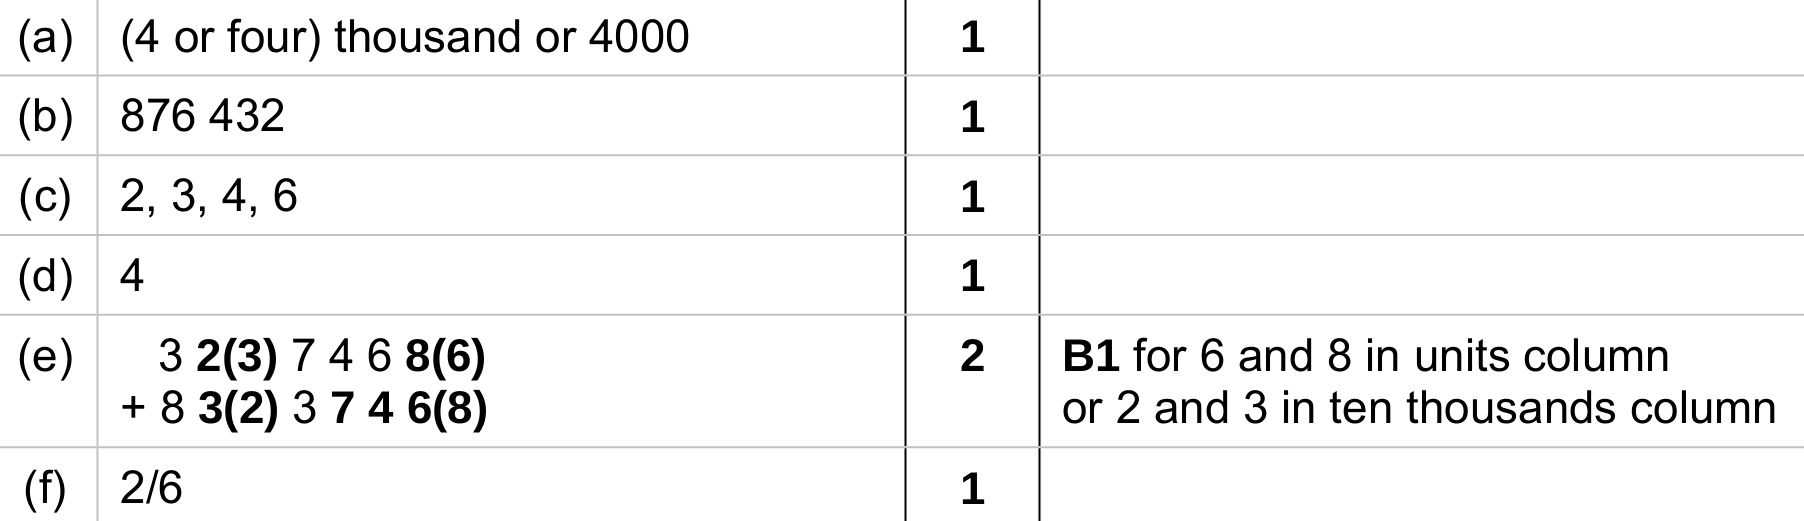 (a) (4 or four) thousand or 4000 1
(b) 876 432 1
(c) 2, 3, 4, 6 1
(d) 4 1
(e) 3 2(3) 7 4 6 8(6) 2 B1 for 6 and 8 in units column
+ 8 3(2) 3 7 4 6(8) or 2 and 3 in ten thousands column
(f) 2/6 1